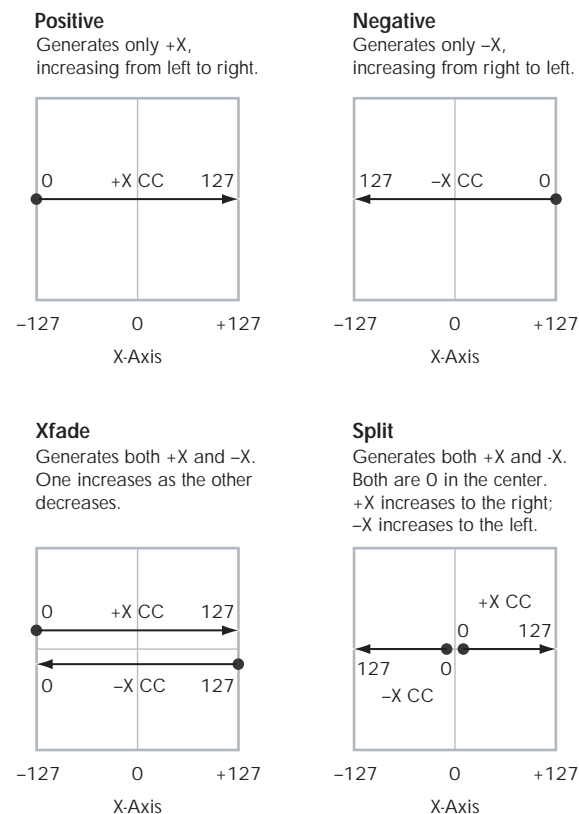 Positive
Generates only +X,
increasing from left to right.
0 +X CC 127
–127 0 +127
X-Axis
Negative
Generates only –X,
increasing from right to left.
127 –X CC 0
–127 0 +127
X-Axis
Xfade
Generates both +X and –X.
One increases as the other
decreases.
0 +X CC 127
0 –X CC 127
–127 0 +127
X-Axis
Split
Generates both +X and -X.
Both are 0 in the center.
+X increases to the right;
–X increases to the left.
+X CC
0 127
127 0
–X CC
–127 0 +127
X-Axis